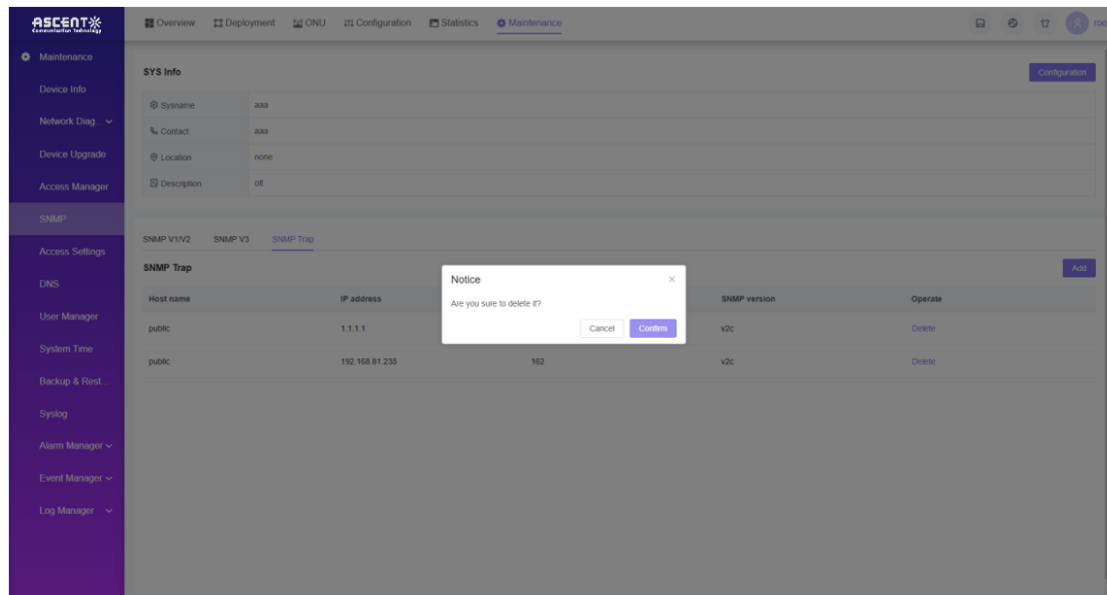 ASCENT
Communication Technology
Overview Deployment ONU Configuration Statistics Maintenance roo
Maintenance
Device Info
Network Diag...
Device Upgrade
Access Manager
SNMP
Access Settings
DNS
User Manager
System Time
Backup & Rest...
Syslog
Alarm Manager
Event Manager
Log Manager
SYS Info Configuration
Sysname aaa
Contact aaa
Location none
Description olt
SNMP V1/V2 SNMP V3 SNMP Trap
SNMP Trap Add
Host name IP address SNMP version Operate
public 1.1.1.1 v2c Delete
public 192.168.81.235 162 v2c Delete
Notice
Are you sure to delete it?
Cancel Confirm